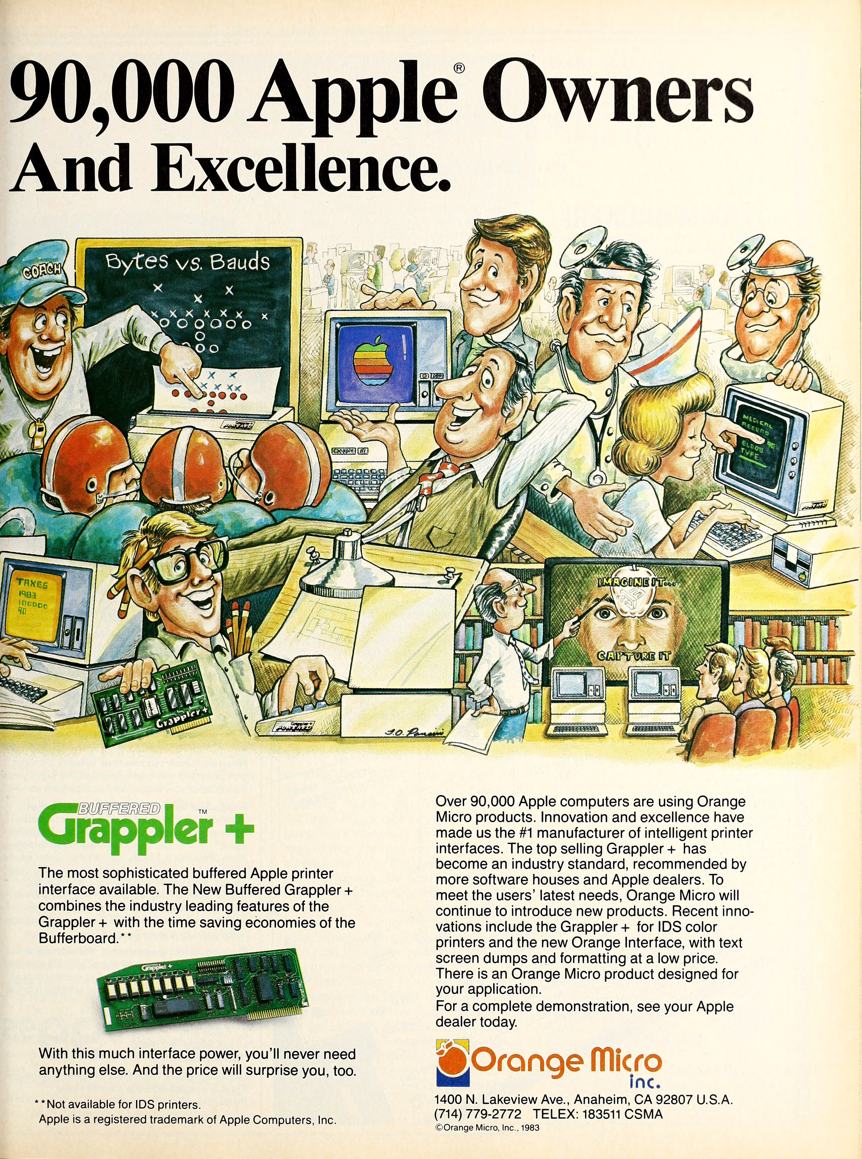 90,000 Apple® Owners
And Excellence.
COACH
Bytes vs. Bauds
MEDICAL
RECORD
BLOOD
TYPE
TAXES
1983
IMAGINE IT...
CAPTURE IT
Grappler+
BUFFERED
Grappler™ +
The most sophisticated buffered Apple printer
interface available. The New Buffered Grappler +
combines the industry leading features of the
Grappler + with the time saving economies of the
Bufferboard.**
Grappler +
With this much interface power, you'll never need
anything else. And the price will surprise you, too.
**Not available for IDS printers.
Apple is a registered trademark of Apple Computers, Inc.
Over 90,000 Apple computers are using Orange
Micro products. Innovation and excellence have
made us the #1 manufacturer of intelligent printer
interfaces. The top selling Grappler + has
become an industry standard, recommended by
more software houses and Apple dealers. To
meet the users' latest needs, Orange Micro will
continue to introduce new products. Recent inno-
vations include the Grappler + for IDS color
printers and the new Orange Interface, with text
screen dumps and formatting at a low price.
There is an Orange Micro product designed for
your application.
For a complete demonstration, see your Apple
dealer today.
Orange Micro
inc.
1400 N. Lakeview Ave., Anaheim, CA 92807 U.S.A.
(714) 779-2772 TELEX: 183511 CSMA
©Orange Micro, Inc., 1983